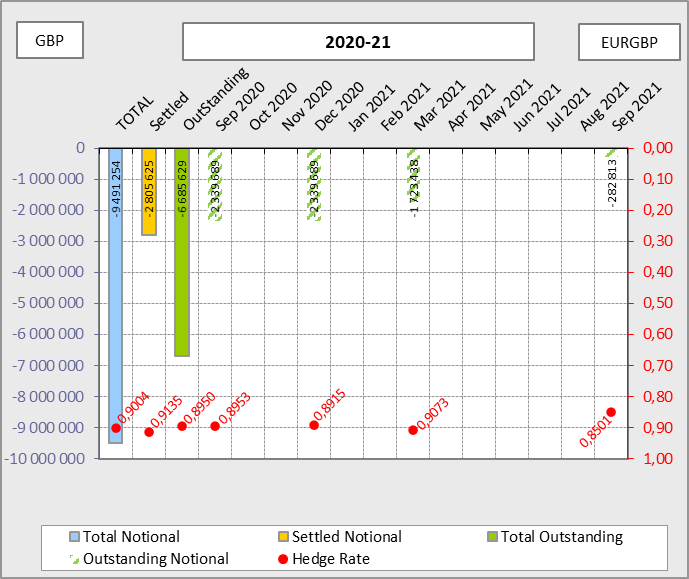 GBP
2020-21
EURGBP
TOTAL
Settled
OutStanding
Sep 2020
Oct 2020
Nov 2020
Dec 2020
Jan 2021
Feb 2021
Mar 2021
Apr 2021
May 2021
Jun 2021
Jul 2021
Aug 2021
Sep 2021
0
-1 000 000
-2 000 000
-3 000 000
-4 000 000
-5 000 000
-6 000 000
-7 000 000
-8 000 000
-9 000 000
-10 000 000
-9 491 254
-2 805 625
-6 685 629
-2 339 689
-2 339 689
-1 723 438
-282 813
0,9004
0,9135
0,8950
0,8953
0,8915
0,9073
0,8501
0,00
0,10
0,20
0,30
0,40
0,50
0,60
0,70
0,80
0,90
1,00
Total Notional
Settled Notional
Total Outstanding
Outstanding Notional
Hedge Rate